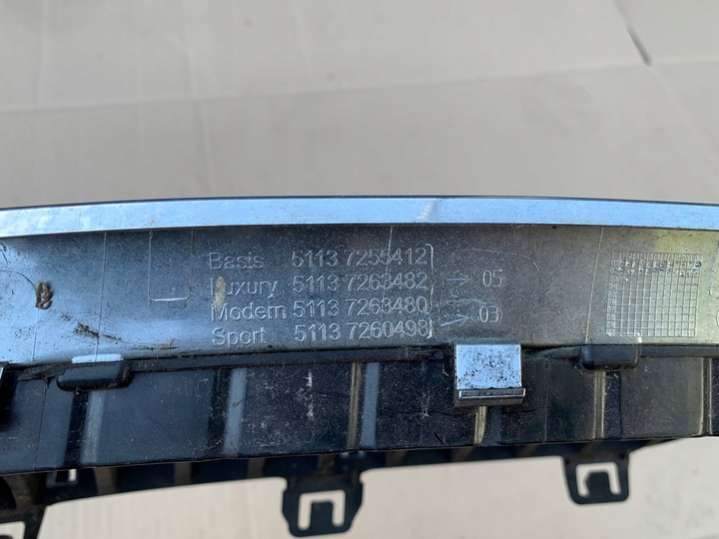 Basis 5113 7255412
Luxury 5113 7263482 05
Modern 5113 7263480 03
Sport 5113 7260498